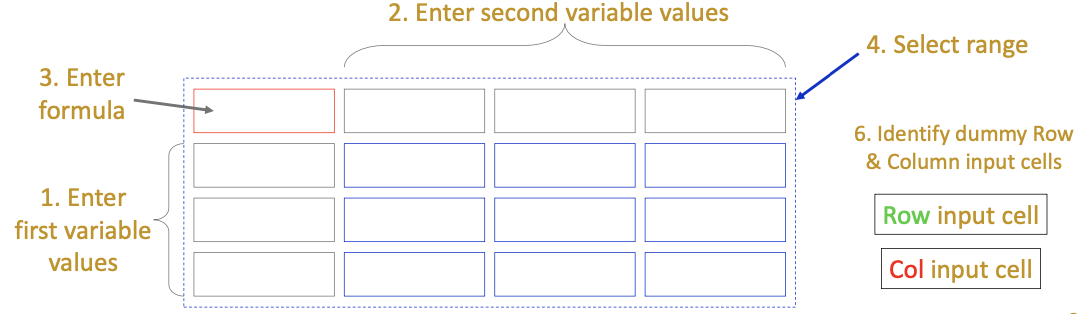 2. Enter second variable values
4. Select range
3. Enter
formula
6. Identify dummy Row
& Column input cells
1. Enter
first variable
values
Row input cell
Col input cell